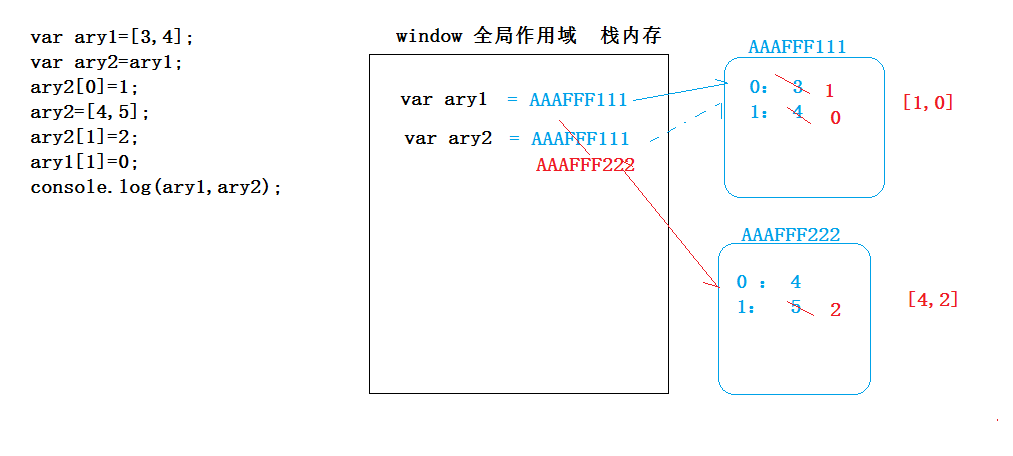 var ary1=[3,4];
var ary2=ary1;
ary2[0]=1;
ary2=[4,5];
ary2[1]=2;
ary1[1]=0;
console.log(ary1,ary2);
window 全局作用域 栈内存
var ary1 = AAAFFF111
var ary2 = AAAFFF111
AAAFFF222
AAAFFF111
0: 3 1
1: 4 0
[1,0]
AAAFFF222
0 : 4
1: 5 2
[4,2]